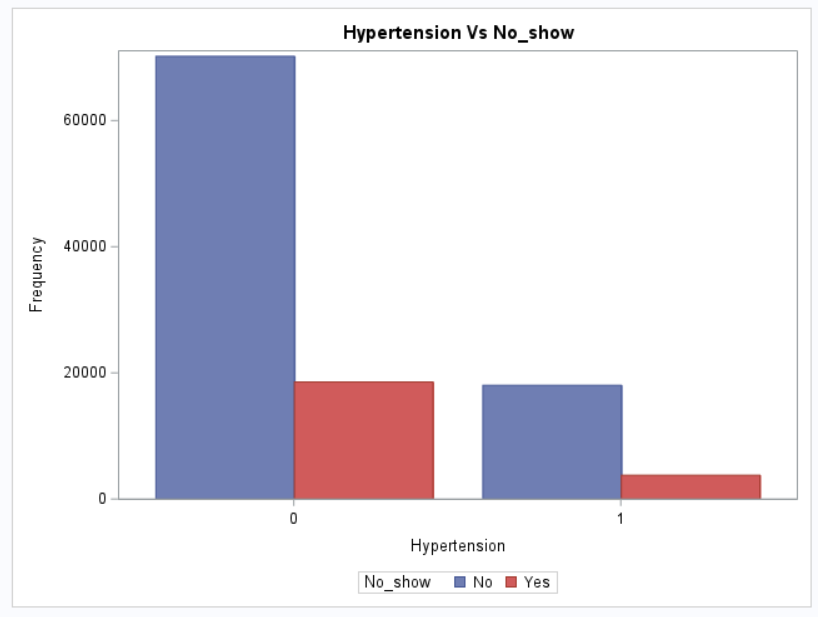 Hypertension Vs No_show
60000
40000
20000
0
Frequency
0 1
Hypertension
No_show No Yes